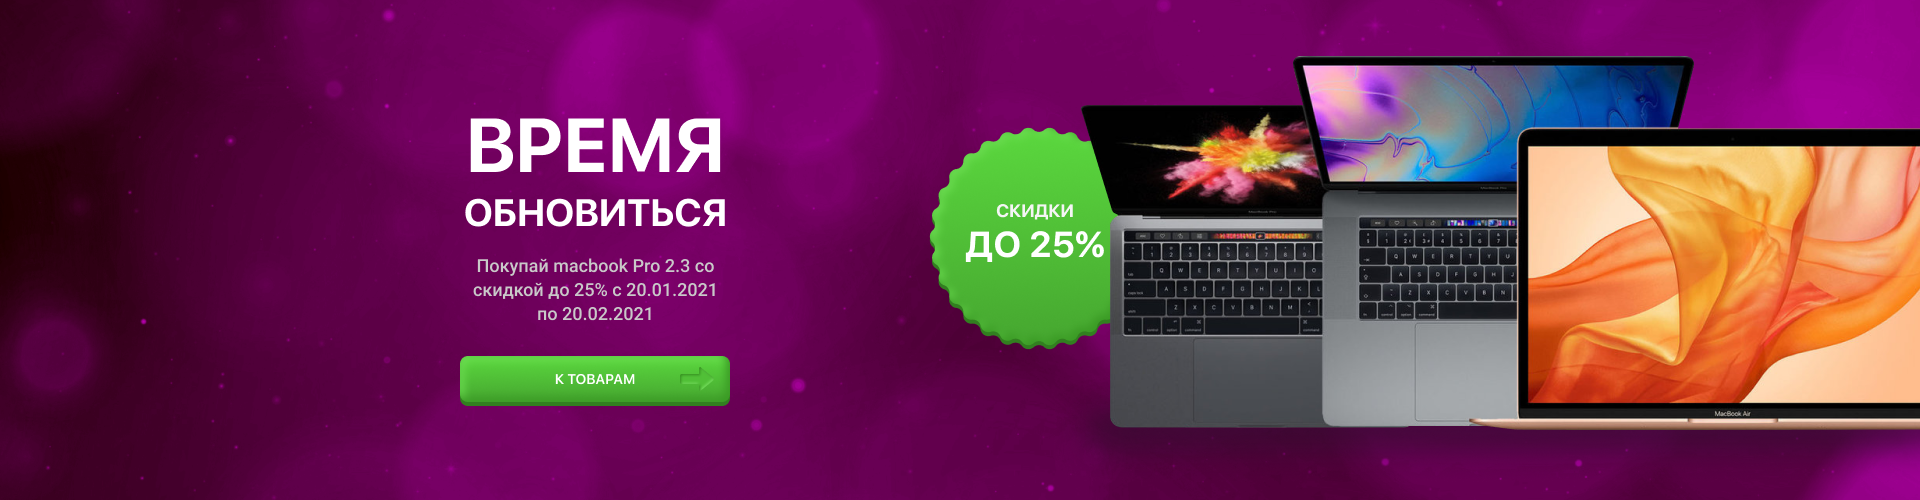 ВРЕМЯ
ОБНОВИТЬСЯ
Покупай macbook Pro 2.3 со
скидкой до 25% с 20.01.2021
по 20.02.2021
К ТОВАРАМ
СКИДКИ
ДО 25%
MacBook Air